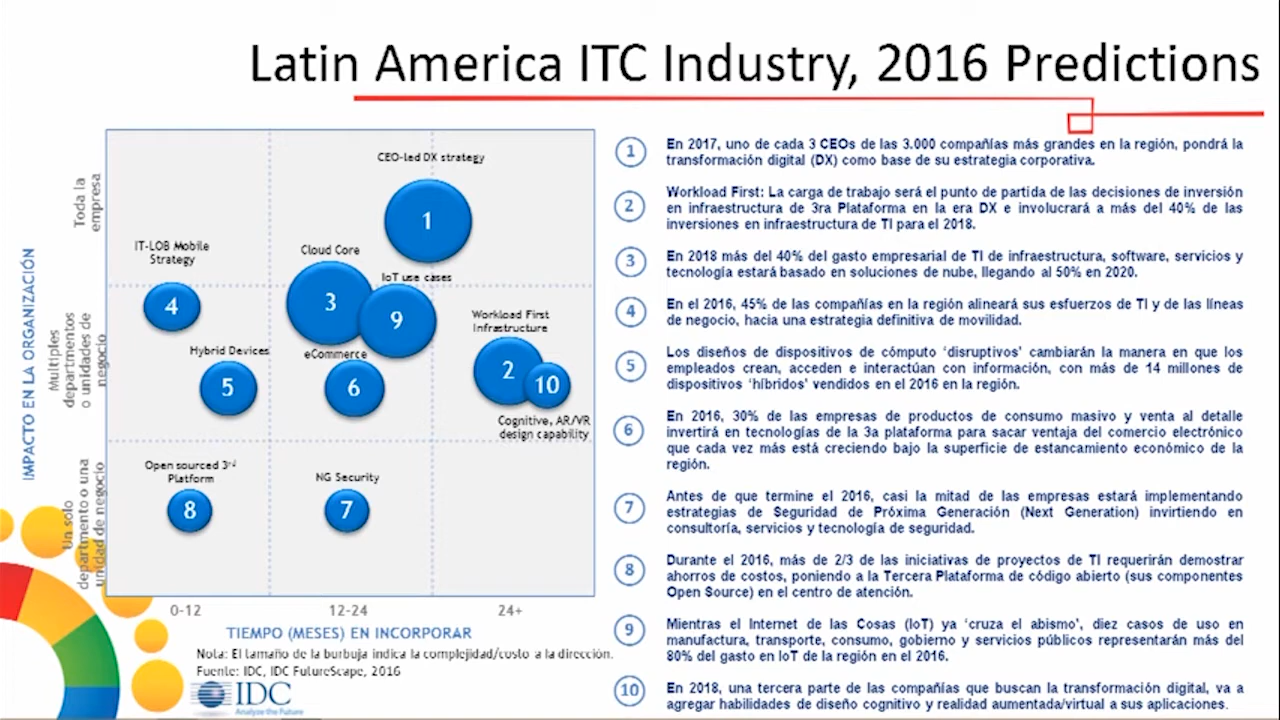 Latin America ITC Industry, 2016 Predictions
IMPACTO EN LA ORGANIZACIÓN
Toda la
empresa
Multiples
departmentos
o unidades de
negocio
Un solo
departmento o una
unidad de negocio
CEO-led DX strategy
1
IT-LOB Mobile
Strategy
4
Cloud Core
3
IoT use cases
9
Workload First
Infrastructure
2
10
Cognitive, AR/VR
design capability
Hybrid Devices
5
eCommerce
6
Open sourced 3rd
Platform
8
NG Security
7
0-12
12-24
24+
TIEMPO (MESES) EN INCORPORAR
Nota: El tamaño de la burbuja indica la complejidad/costo a la dirección.
Fuente: IDC, IDC FutureScape, 2016
IDC
Analyze the Future
1
En 2017, uno de cada 3 CEOs de las 3.000 compañías más grandes en la región, pondrá la
transformación digital (DX) como base de su estrategia corporativa.
2
Workload First: La carga de trabajo será el punto de partida de las decisiones de inversión
en infraestructura de 3ra Plataforma en la era DX e involucrará a más del 40% de las
inversiones en infraestructura de TI para el 2018.
3
En 2018 más del 40% del gasto empresarial de TI de infraestructura, software, servicios y
tecnología estará basado en soluciones de nube, llegando al 50% en 2020.
4
En el 2016, 45% de las compañías en la región alineará sus esfuerzos de TI y de las líneas
de negocio, hacia una estrategia definitiva de movilidad.
5
Los diseños de dispositivos de cómputo ‘disruptivos’ cambiarán la manera en que los
empleados crean, acceden e interactúan con información, con más de 14 millones de
dispositivos ‘híbridos’ vendidos en el 2016 en la región.
6
En 2016, 30% de las empresas de productos de consumo masivo y venta al detalle
invertirá en tecnologías de la 3a plataforma para sacar ventaja del comercio electrónico
que cada vez más está creciendo bajo la superficie de estancamiento económico de la
región.
7
Antes de que termine el 2016, casi la mitad de las empresas estará implementando
estrategias de Seguridad de Próxima Generación (Next Generation) invirtiendo en
consultoría, servicios y tecnología de seguridad.
8
Durante el 2016, más de 2/3 de las iniciativas de proyectos de TI requerirán demostrar
ahorros de costos, poniendo a la Tercera Plataforma de código abierto (sus componentes
Open Source) en el centro de atención.
9
Mientras el Internet de las Cosas (IoT) ya ‘cruza el abismo’, diez casos de uso en
manufactura, transporte, consumo, gobierno y servicios públicos representarán más del
80% del gasto en IoT de la región en el 2016.
10
En 2018, una tercera parte de las compañías que buscan la transformación digital, va a
agregar habilidades de diseño cognitivo y realidad aumentada/virtual a sus aplicaciones.